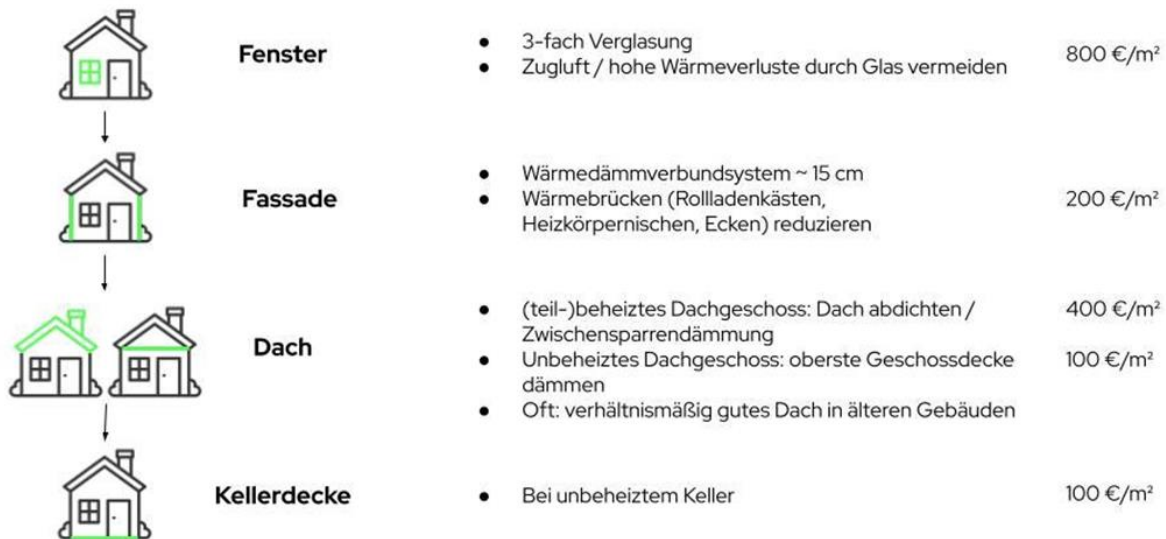 Fenster
● 3-fach Verglasung
● Zugluft / hohe Wärmeverluste durch Glas vermeiden
800 €/m²
Fassade
● Wärmedämmverbundsystem ~ 15 cm
● Wärmebrücken (Rollladenkästen,
Heizkörpernischen, Ecken) reduzieren
200 €/m²
Dach
● (teil-)beheiztes Dachgeschoss: Dach abdichten /
Zwischensparrendämmung
400 €/m²
● Unbeheiztes Dachgeschoss: oberste Geschossdecke
dämmen
100 €/m²
● Oft: verhältnismäßig gutes Dach in älteren Gebäuden
Kellerdecke
● Bei unbeheiztem Keller
100 €/m²